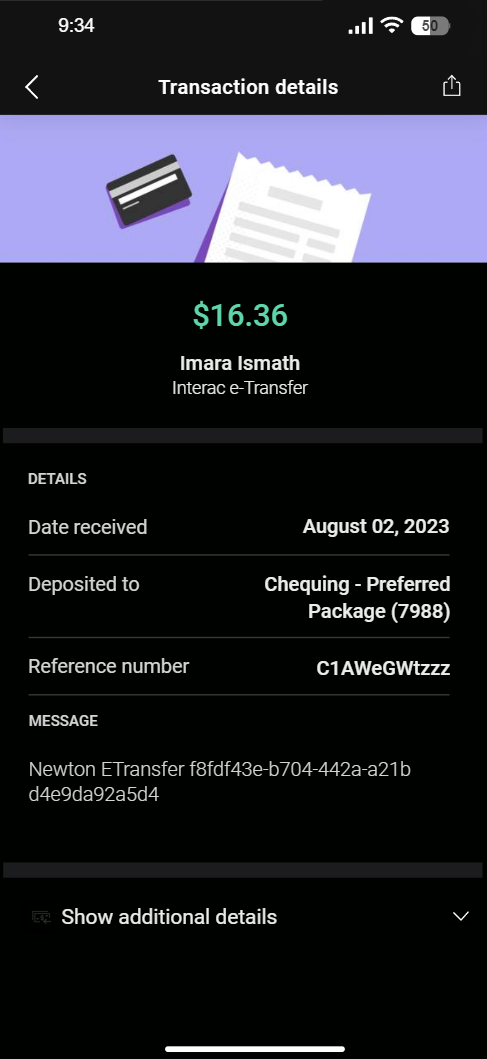 9:34
50
Transaction details
$16.36
Imara Ismath
Interac e-Transfer
DETAILS
Date received
August 02, 2023
Deposited to
Chequing - Preferred
Package (7988)
Reference number
C1AWeGWtzzz
MESSAGE
Newton ETransfer f8fdf43e-b704-442a-a21b
d4e9da92a5d4
Show additional details